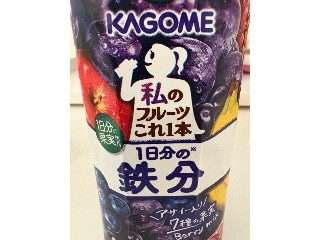 KAGOME
私の
フルーツ
これ1本
1日分の
果実
1日分の※
鉄分
アサイー入り
7種の果実
Berry mix